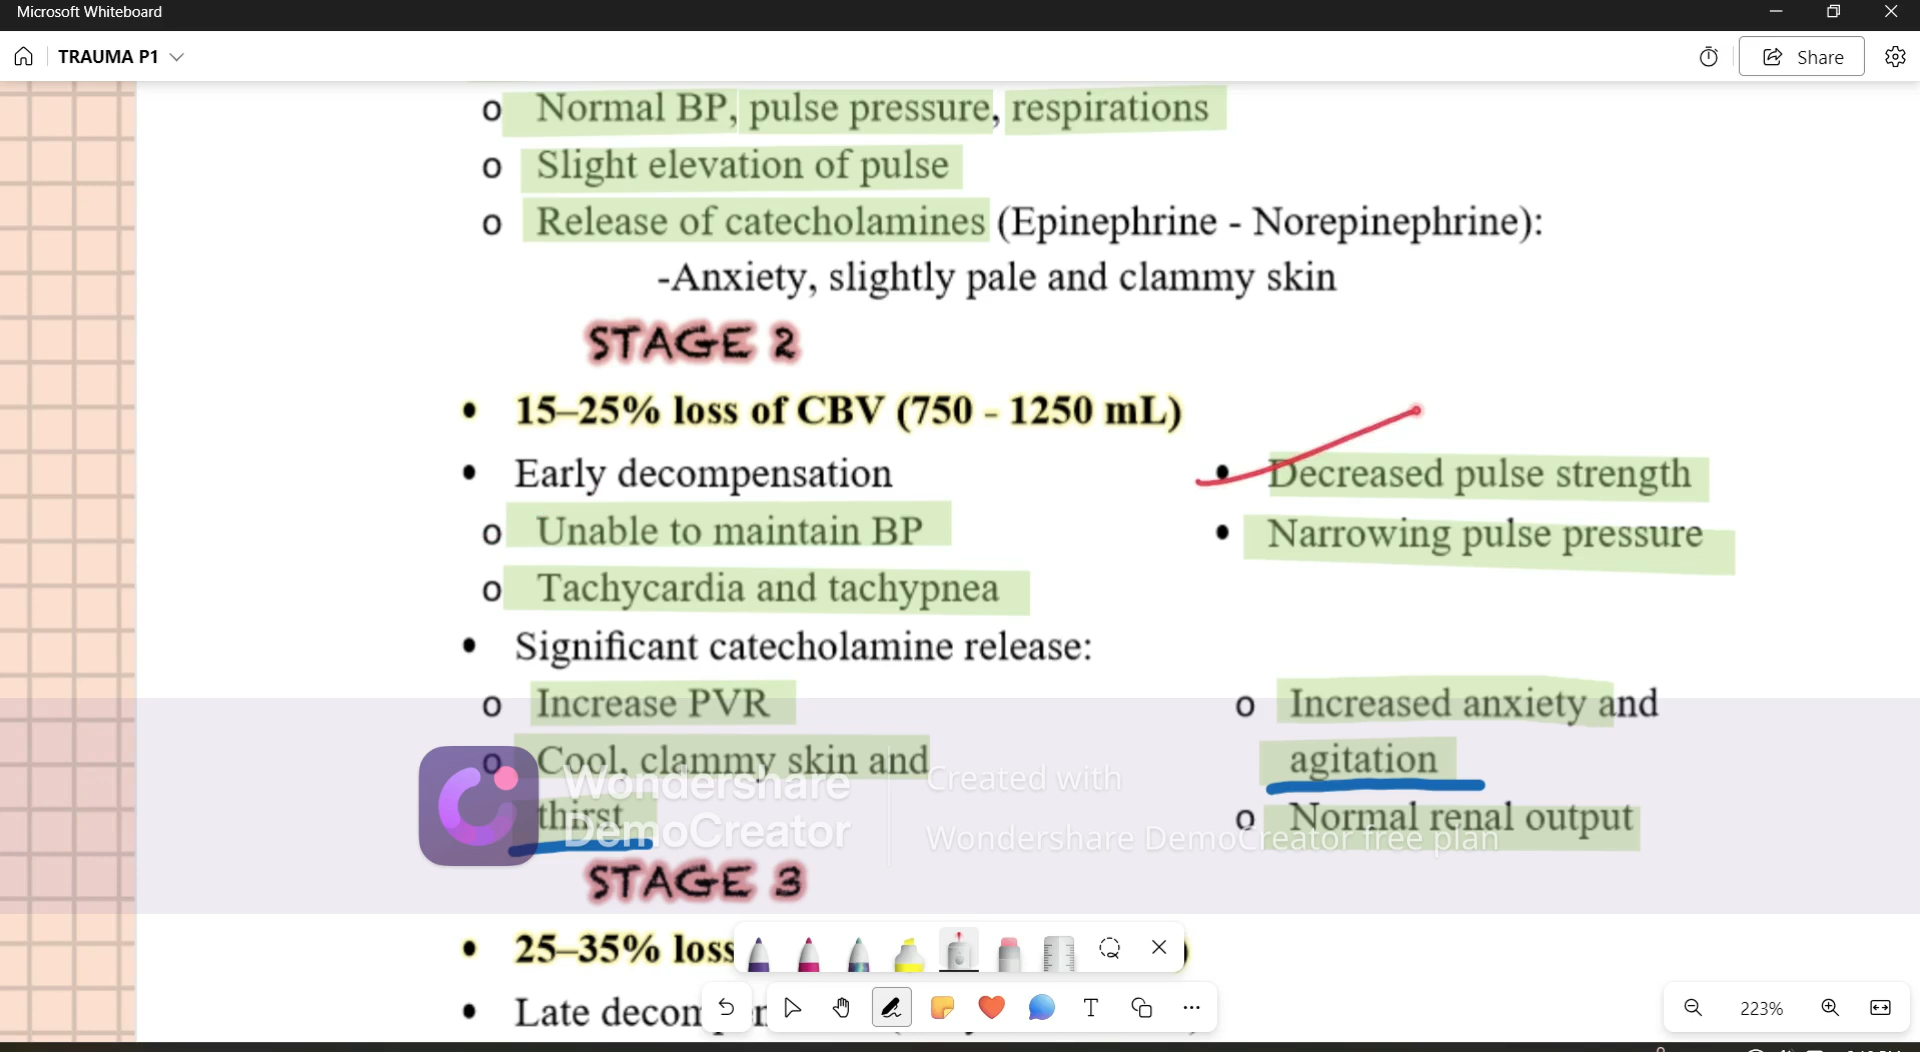 Microsoft Whiteboard
TRAUMA P1
Share
o Normal BP, pulse pressure, respirations
o Slight elevation of pulse
o Release of catecholamines (Epinephrine - Norepinephrine):
-Anxiety, slightly pale and clammy skin
STAGE 2
• 15–25% loss of CBV (750 - 1250 mL)
• Early decompensation
o Unable to maintain BP
o Tachycardia and tachypnea
• Decreased pulse strength
• Narrowing pulse pressure
• Significant catecholamine release:
o Increase PVR
o Cool, clammy skin and
thirst
o Increased anxiety and
agitation
o Normal renal output
Wondershare
DemoCreator
Created with
Wondershare DemoCreator free plan
STAGE 3
• 25–35% loss
• Late
223%